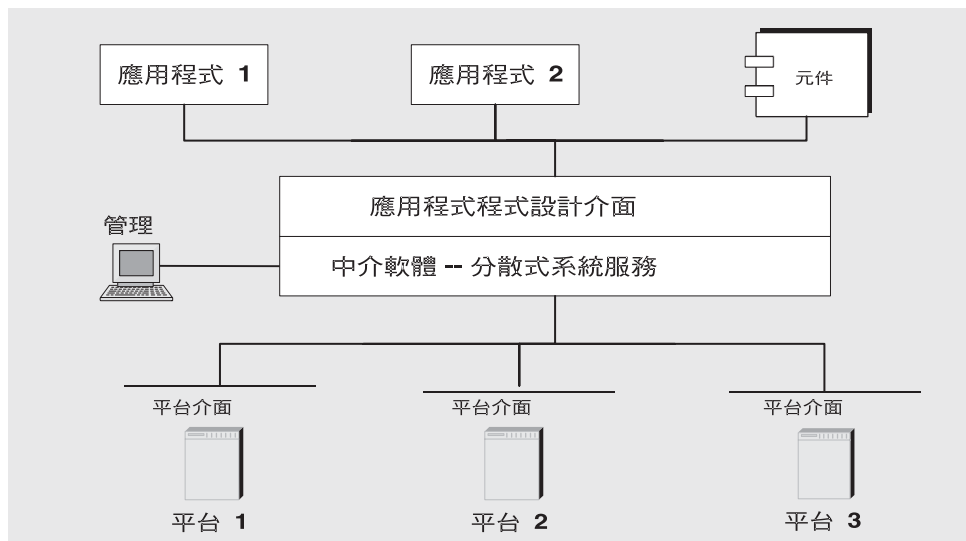 應用程式 1
應用程式 2
元件
應用程式程式設計介面
管理
中介軟體 -- 分散式系統服務
平台介面
平台介面
平台介面
平台 1
平台 2
平台 3